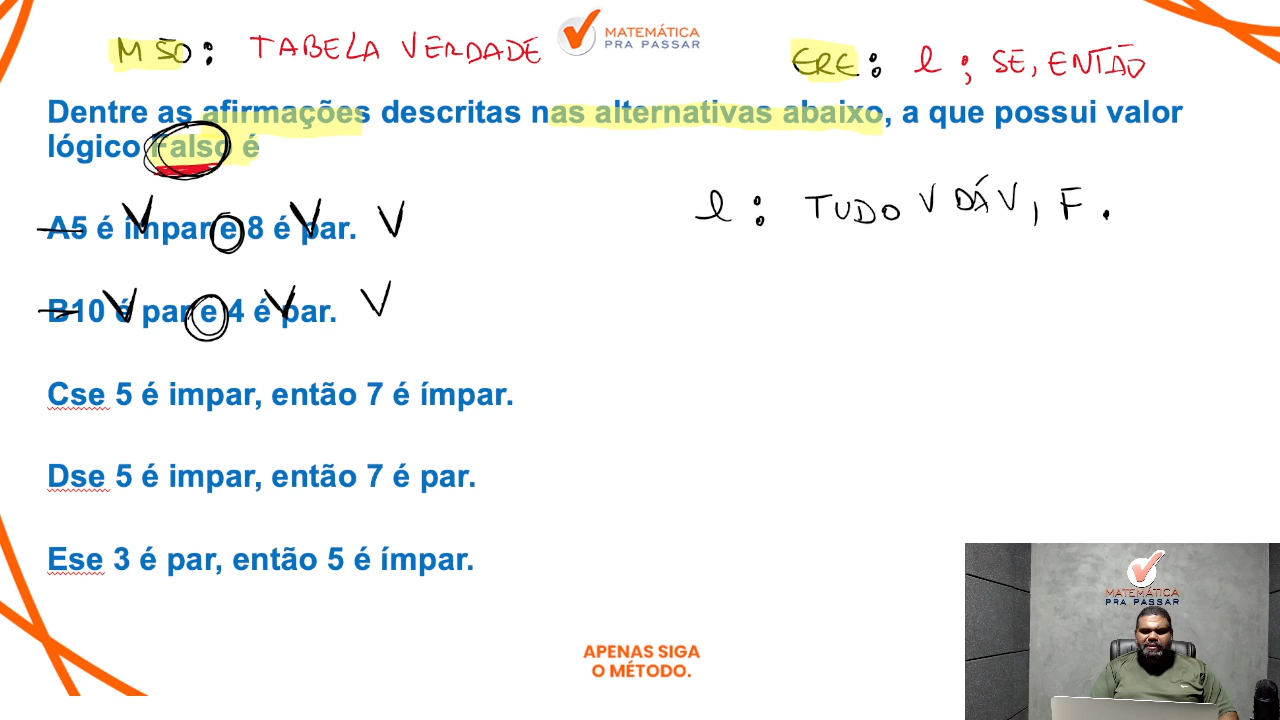 M SO: TABELA VERDADE
MATEMÁTICA
PRA PASSAR
ERE: e ; SE, ENTÃO
Dentre as afirmações descritas nas alternativas abaixo, a que possui valor
lógico Falso é
e : TUDO V DÁ V, F.
A5 é ímpar e 8 é par. V
V V
B10 é par e 4 é par. V
V V
Cse 5 é impar, então 7 é ímpar.
Dse 5 é impar, então 7 é par.
Ese 3 é par, então 5 é ímpar.
MATEMÁTICA
PRA PASSAR
APENAS SIGA
O MÉTODO.